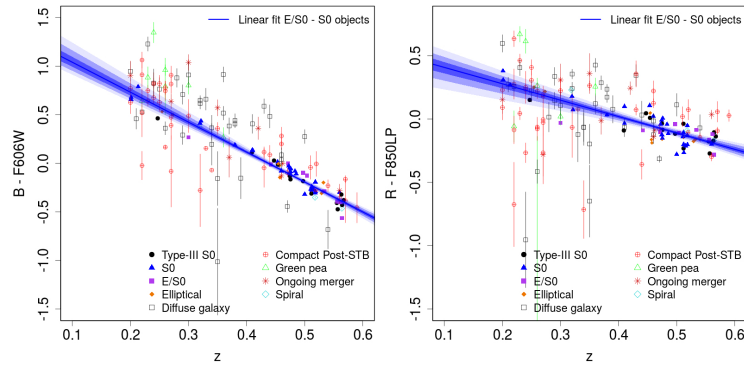 Linear fit E/S0 - S0 objects
B - F606W
1.5
1.0
0.5
0.0
-0.5
-1.0
-1.5
Type-III S0
S0
E/S0
Elliptical
Diffuse galaxy
Compact Post-STB
Green pea
Ongoing merger
Spiral
0.1 0.2 0.3 0.4 0.5 0.6
z
Linear fit E/S0 - S0 objects
R - F850LP
0.5
0.0
-0.5
-1.0
-1.5
Type-III S0
S0
E/S0
Elliptical
Diffuse galaxy
Compact Post-STB
Green pea
Ongoing merger
Spiral
0.1 0.2 0.3 0.4 0.5 0.6
z